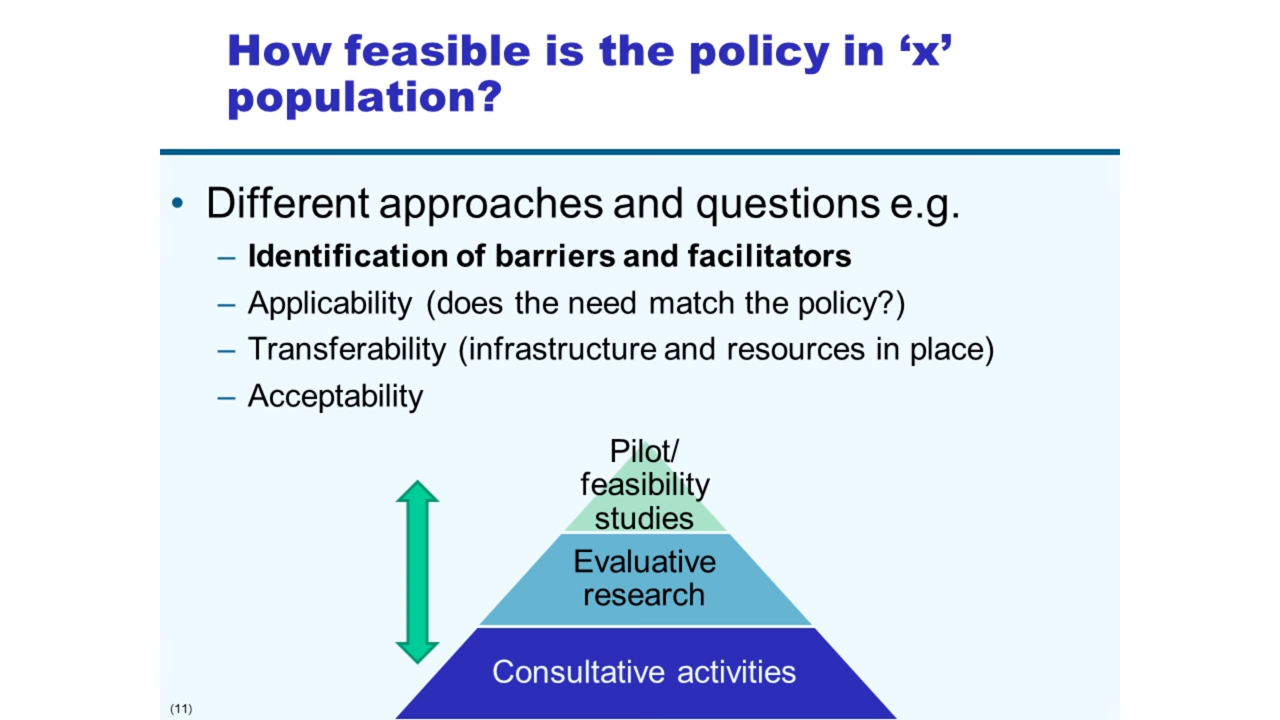 How feasible is the policy in ‘x’
population?
• Different approaches and questions e.g.
– Identification of barriers and facilitators
– Applicability (does the need match the policy?)
– Transferability (infrastructure and resources in place)
– Acceptability
Pilot/
feasibility
studies
Evaluative
research
Consultative activities
(11)